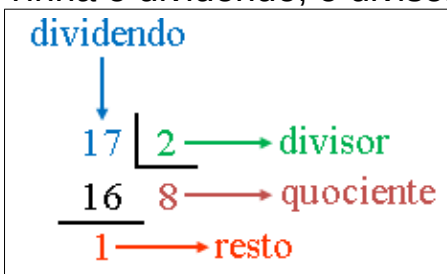 dividendo
17 2 divisor
16 8 quociente
1 resto